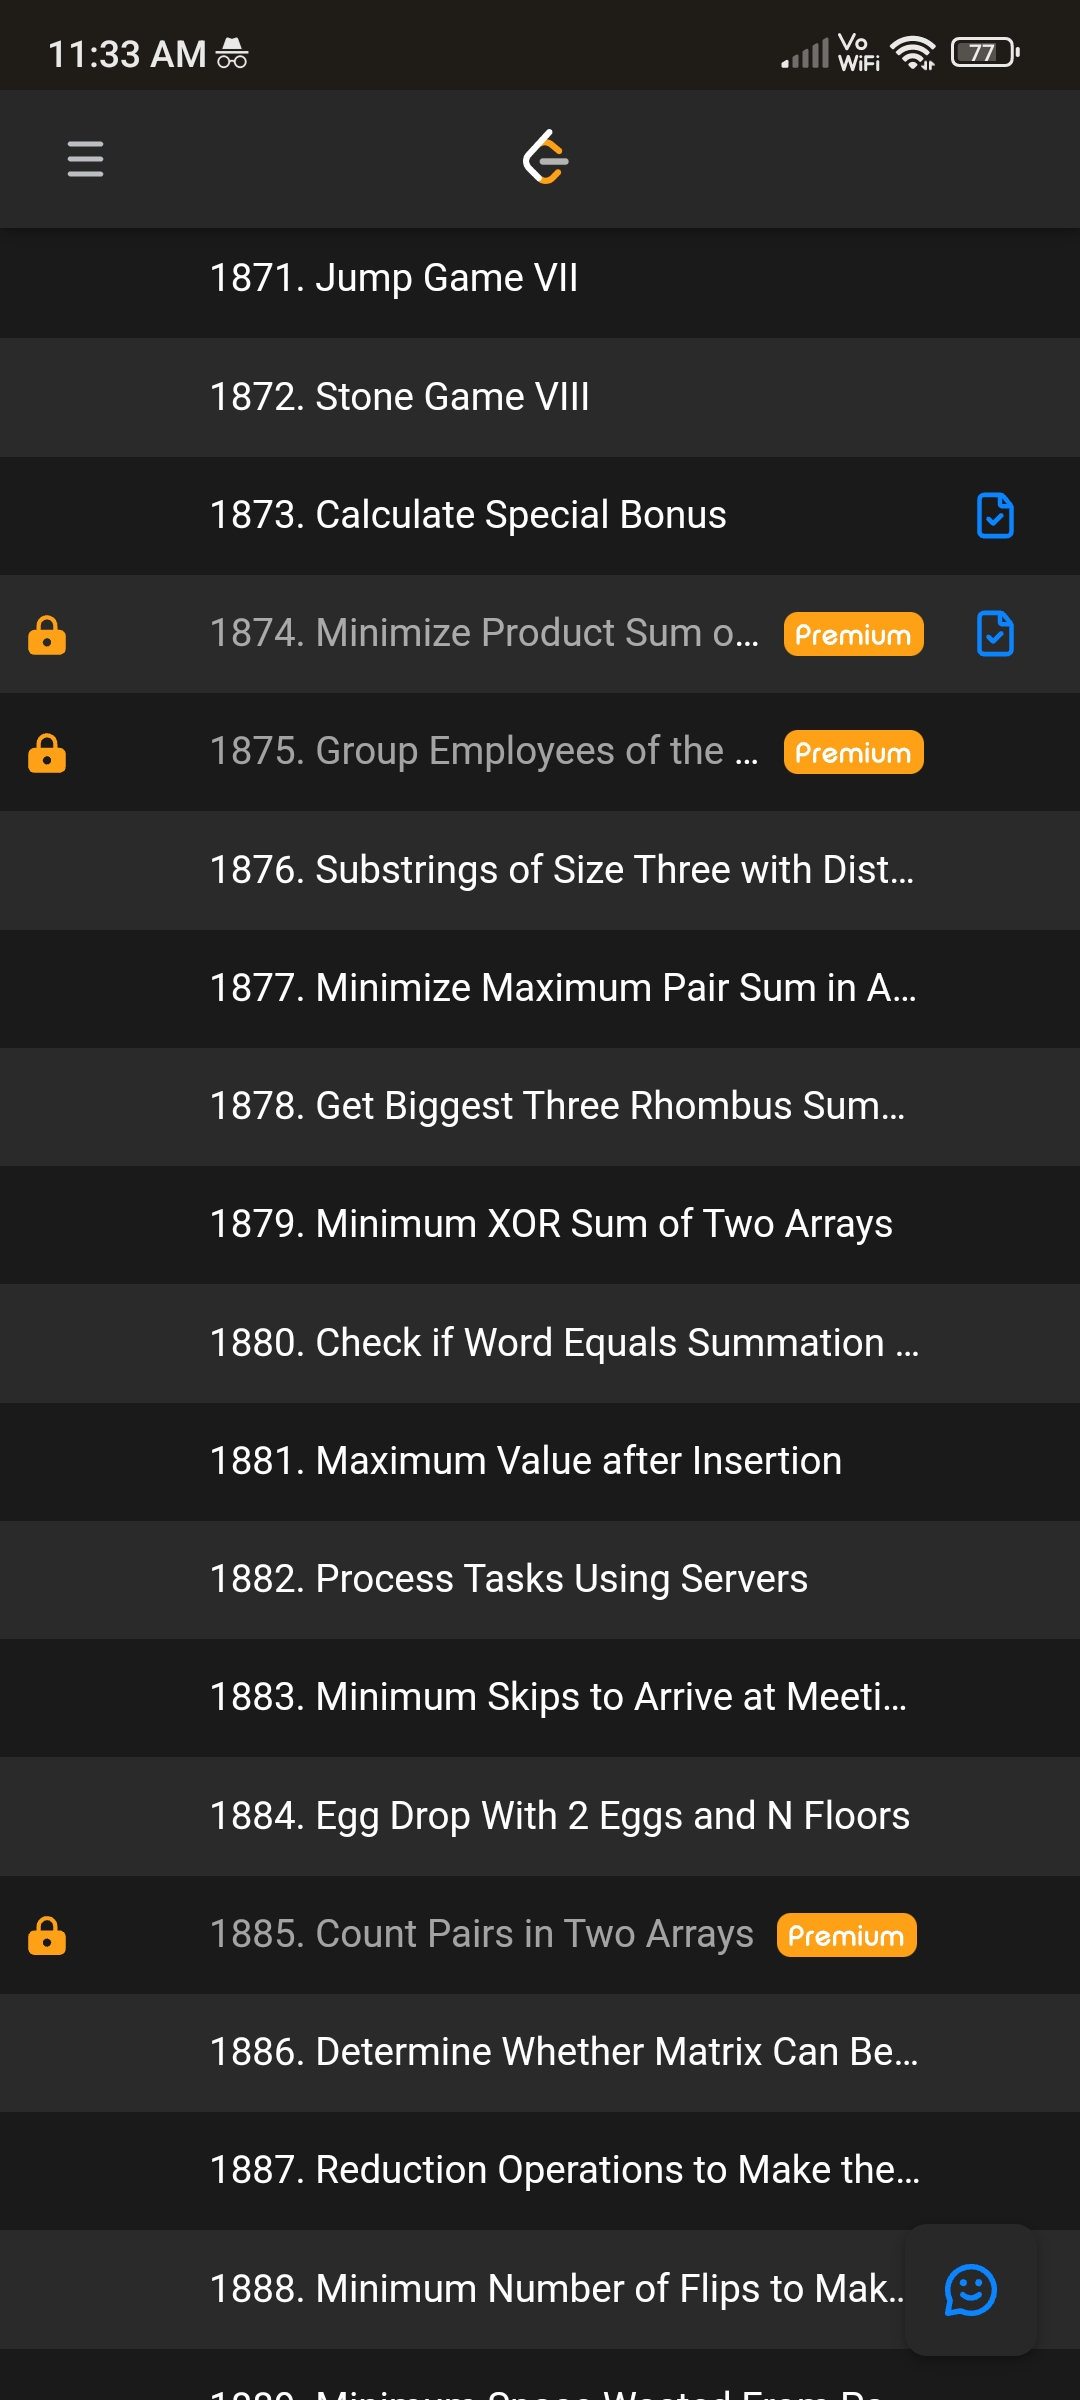 11:33 AM
Vo
WiFi
77
1871. Jump Game VII
1872. Stone Game VIII
1873. Calculate Special Bonus
1874. Minimize Product Sum o... Premium
1875. Group Employees of the ... Premium
1876. Substrings of Size Three with Dist...
1877. Minimize Maximum Pair Sum in A...
1878. Get Biggest Three Rhombus Sum...
1879. Minimum XOR Sum of Two Arrays
1880. Check if Word Equals Summation ...
1881. Maximum Value after Insertion
1882. Process Tasks Using Servers
1883. Minimum Skips to Arrive at Meeti...
1884. Egg Drop With 2 Eggs and N Floors
1885. Count Pairs in Two Arrays Premium
1886. Determine Whether Matrix Can Be...
1887. Reduction Operations to Make the...
1888. Minimum Number of Flips to Mak..
1889. Minimum Space Wasted From